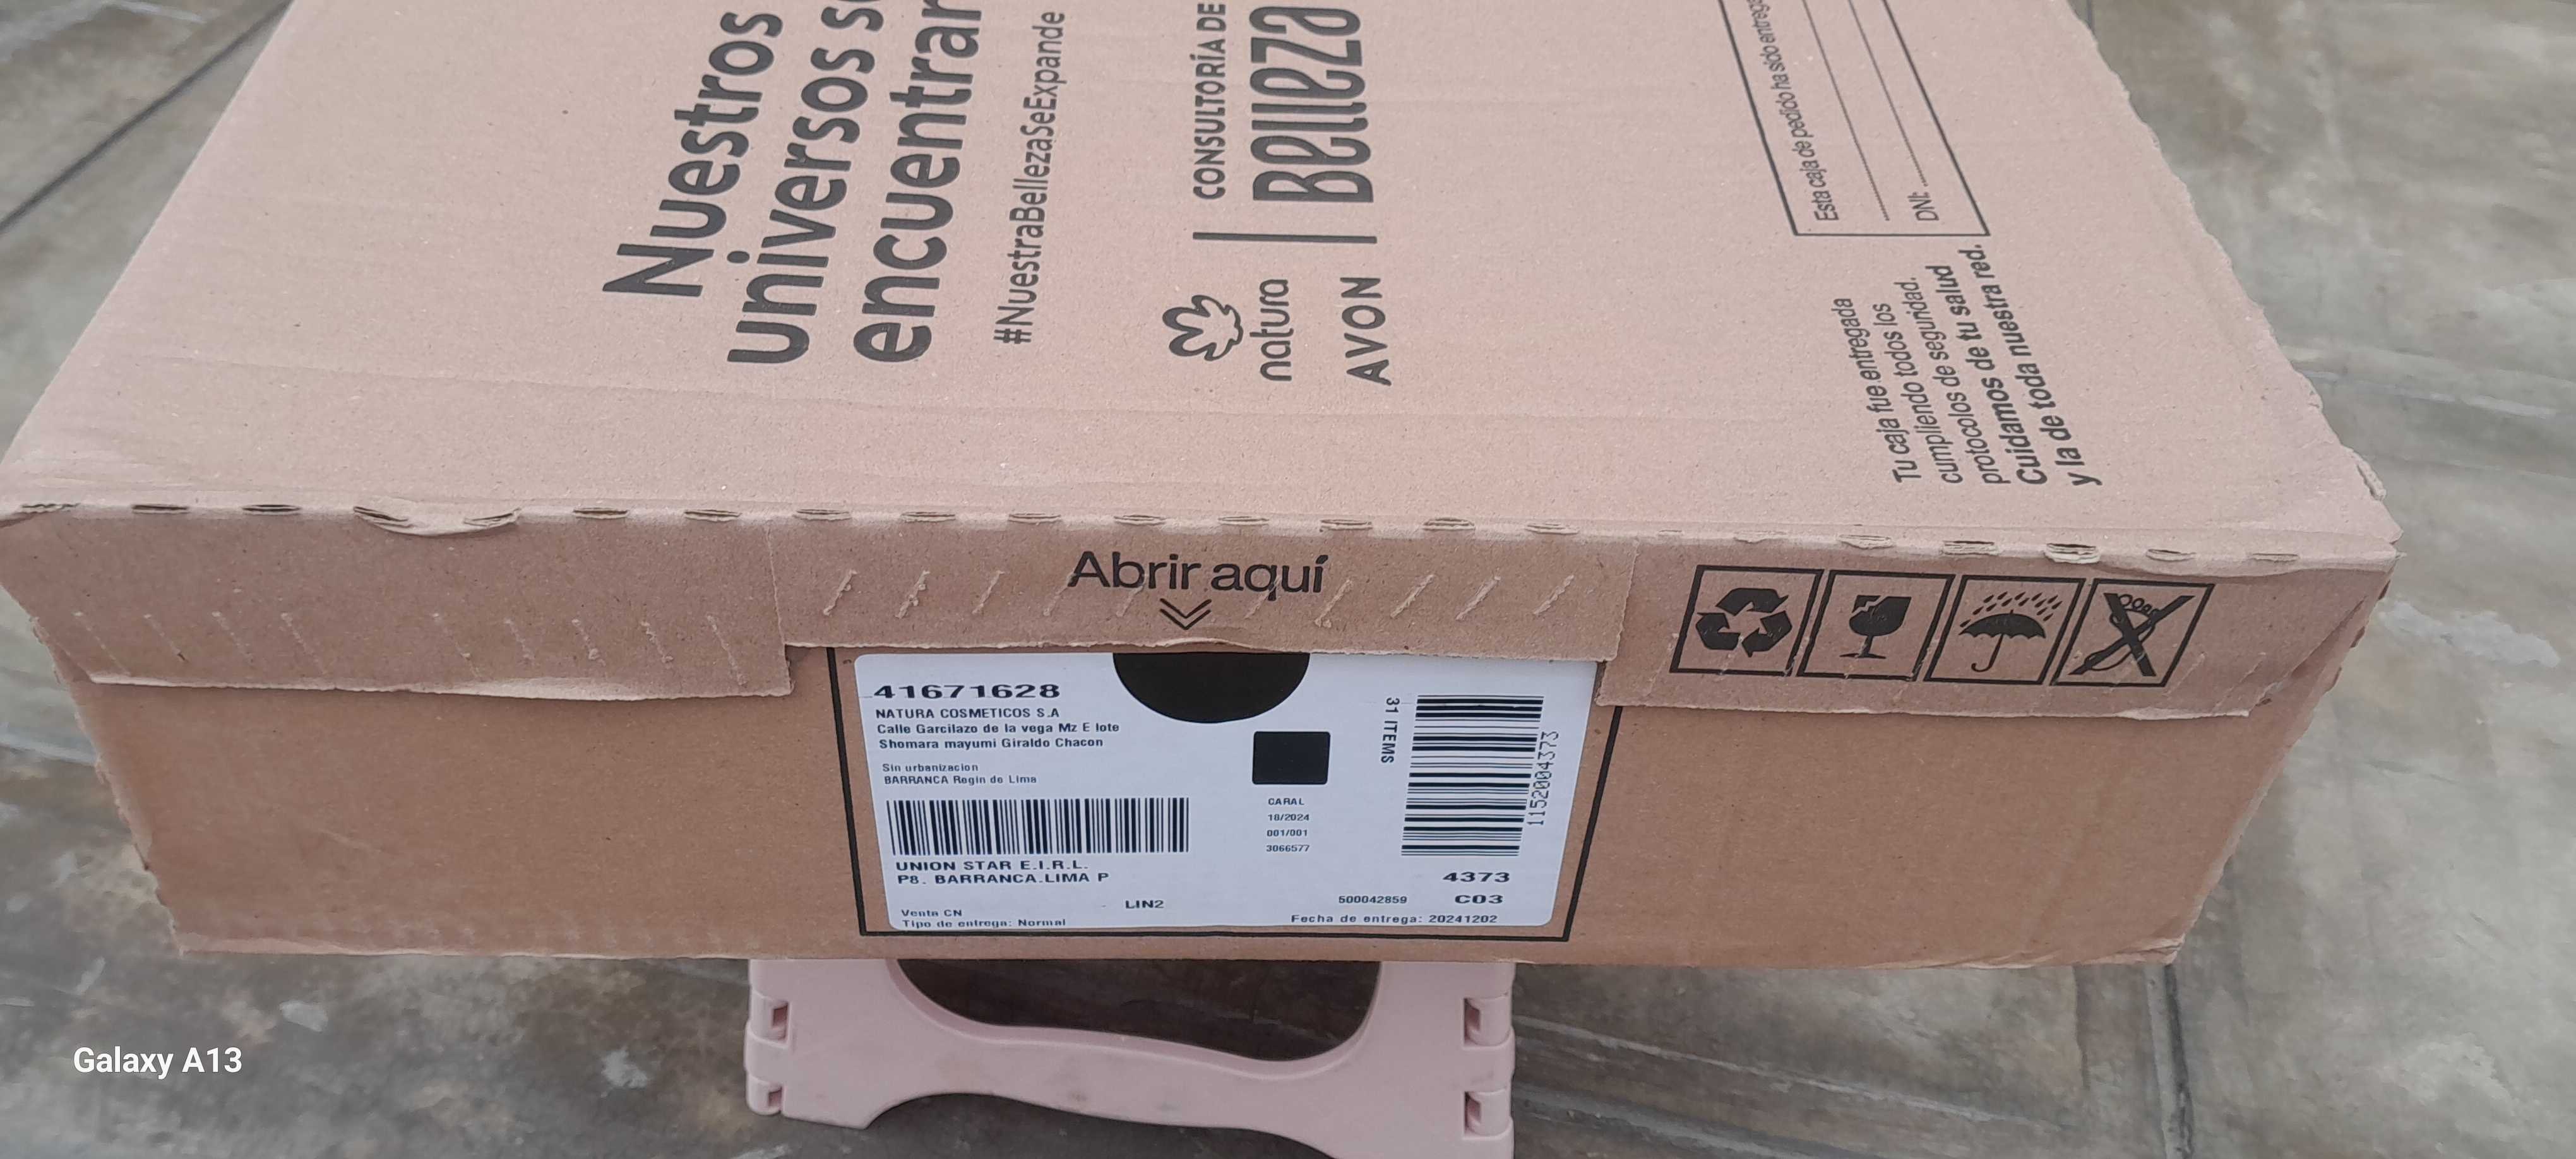 Nuestros
universos se
encuentran
#NuestraBellezaSeExpande
natura
AVON
CONSULTORÍA DE
Belleza
Esta caja de pedido ha sido
DNI:
Tu caja fue entregada
cumpliendo todos los
protocolos de seguridad.
Cuidamos de tu salud
y la de toda nuestra red.
Abrir aquí
41671628
NATURA COSMETICOS S.A
Calle Garcilazo de la vega Mz E lote
Shomara mayumi Giraldo Chacon
Sin urbanizacion
BARRANCA Regin de Lima
UNION STAR E.I.R.L.
P8. BARRANCA.LIMA P
LIN2
Venta CN
Tipo de entrega: Normal
CARAL
18/2024
001/001
3066577
31 ITEMS
1152004373
4373
500042859 C03
Fecha de entrega: 20241202
Galaxy A13